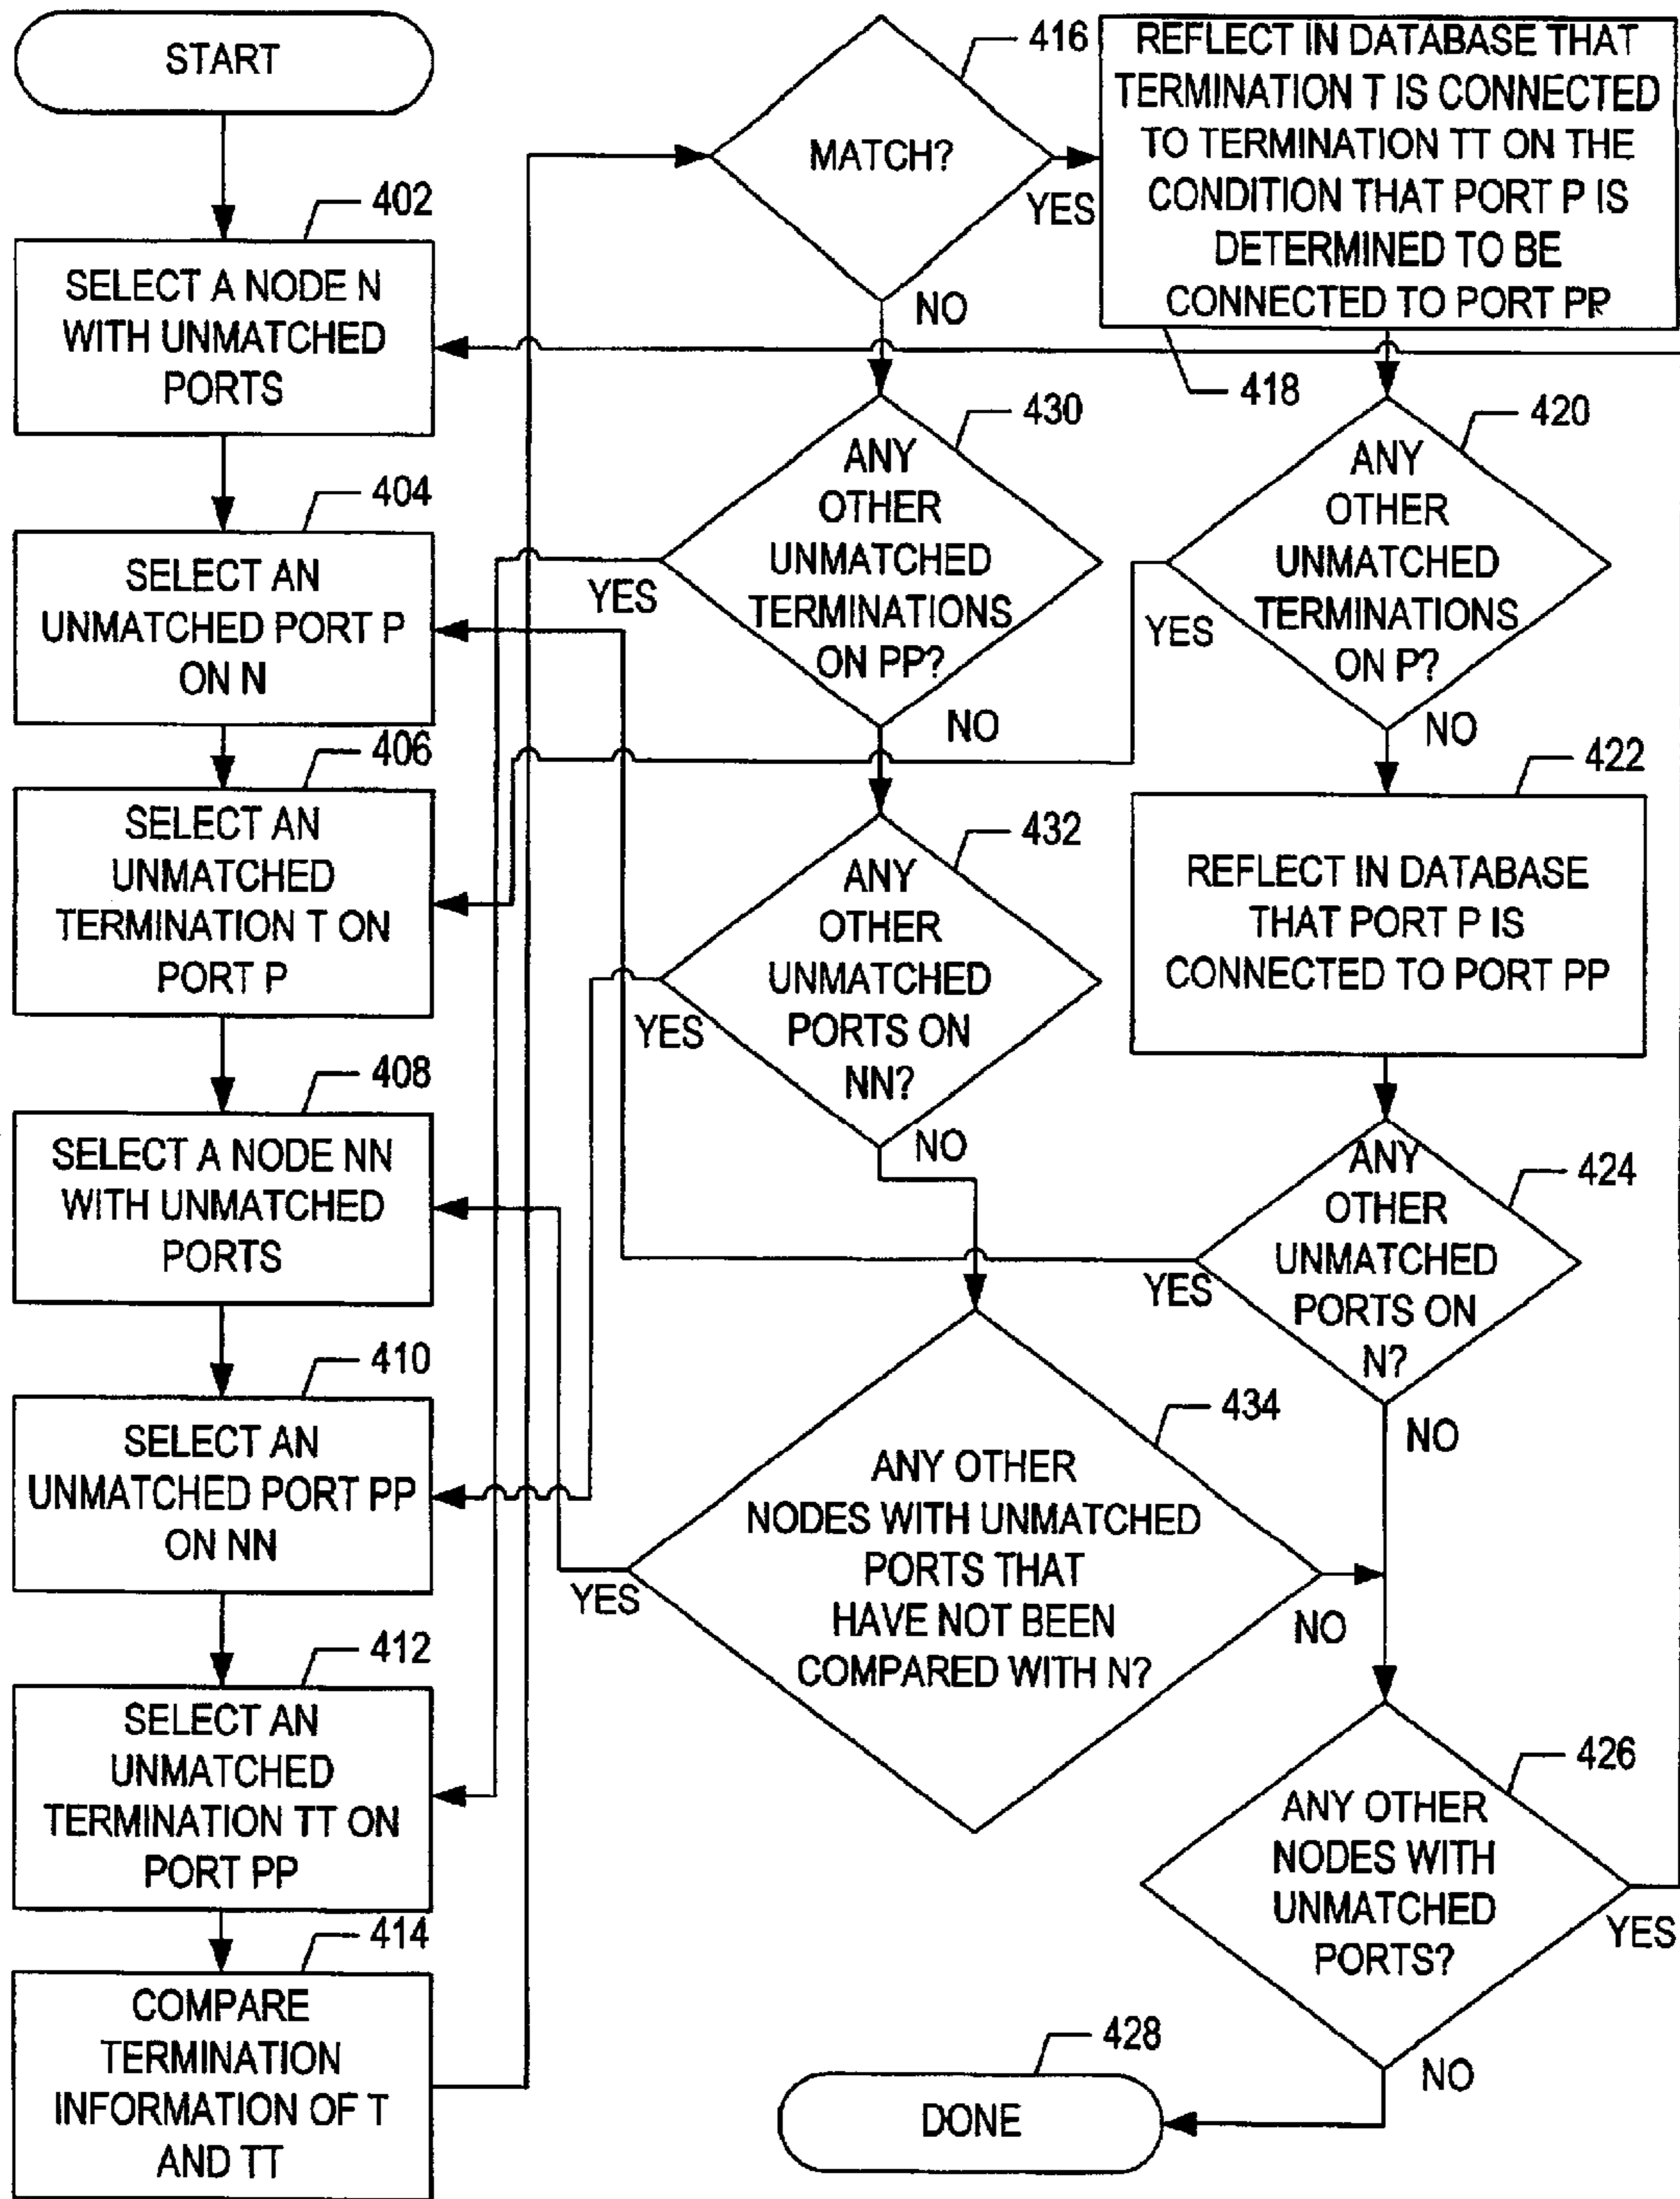 START
402
SELECT A NODE N
WITH UNMATCHED
PORTS
404
SELECT AN
UNMATCHED PORT P
ON N
406
SELECT AN
UNMATCHED
TERMINATION T ON
PORT P
408
SELECT A NODE NN
WITH UNMATCHED
PORTS
410
SELECT AN
UNMATCHED PORT PP
ON NN
412
SELECT AN
UNMATCHED
TERMINATION TT ON
PORT PP
414
COMPARE
TERMINATION
INFORMATION OF T
AND TT
416
MATCH?
YES
NO
REFLECT IN DATABASE THAT
TERMINATION T IS CONNECTED
TO TERMINATION TT ON THE
CONDITION THAT PORT P IS
DETERMINED TO BE
CONNECTED TO PORT PP
418
430
ANY
OTHER
UNMATCHED
TERMINATIONS
ON PP?
YES
NO
420
ANY
OTHER
UNMATCHED
TERMINATIONS
ON P?
YES
NO
432
ANY
OTHER
UNMATCHED
PORTS ON
NN?
YES
NO
422
REFLECT IN DATABASE
THAT PORT P IS
CONNECTED TO PORT PP
424
ANY
OTHER
UNMATCHED
PORTS ON
N?
YES
NO
434
ANY OTHER
NODES WITH UNMATCHED
PORTS THAT
HAVE NOT BEEN
COMPARED WITH N?
YES
NO
426
ANY OTHER
NODES WITH
UNMATCHED
PORTS?
YES
NO
428
DONE